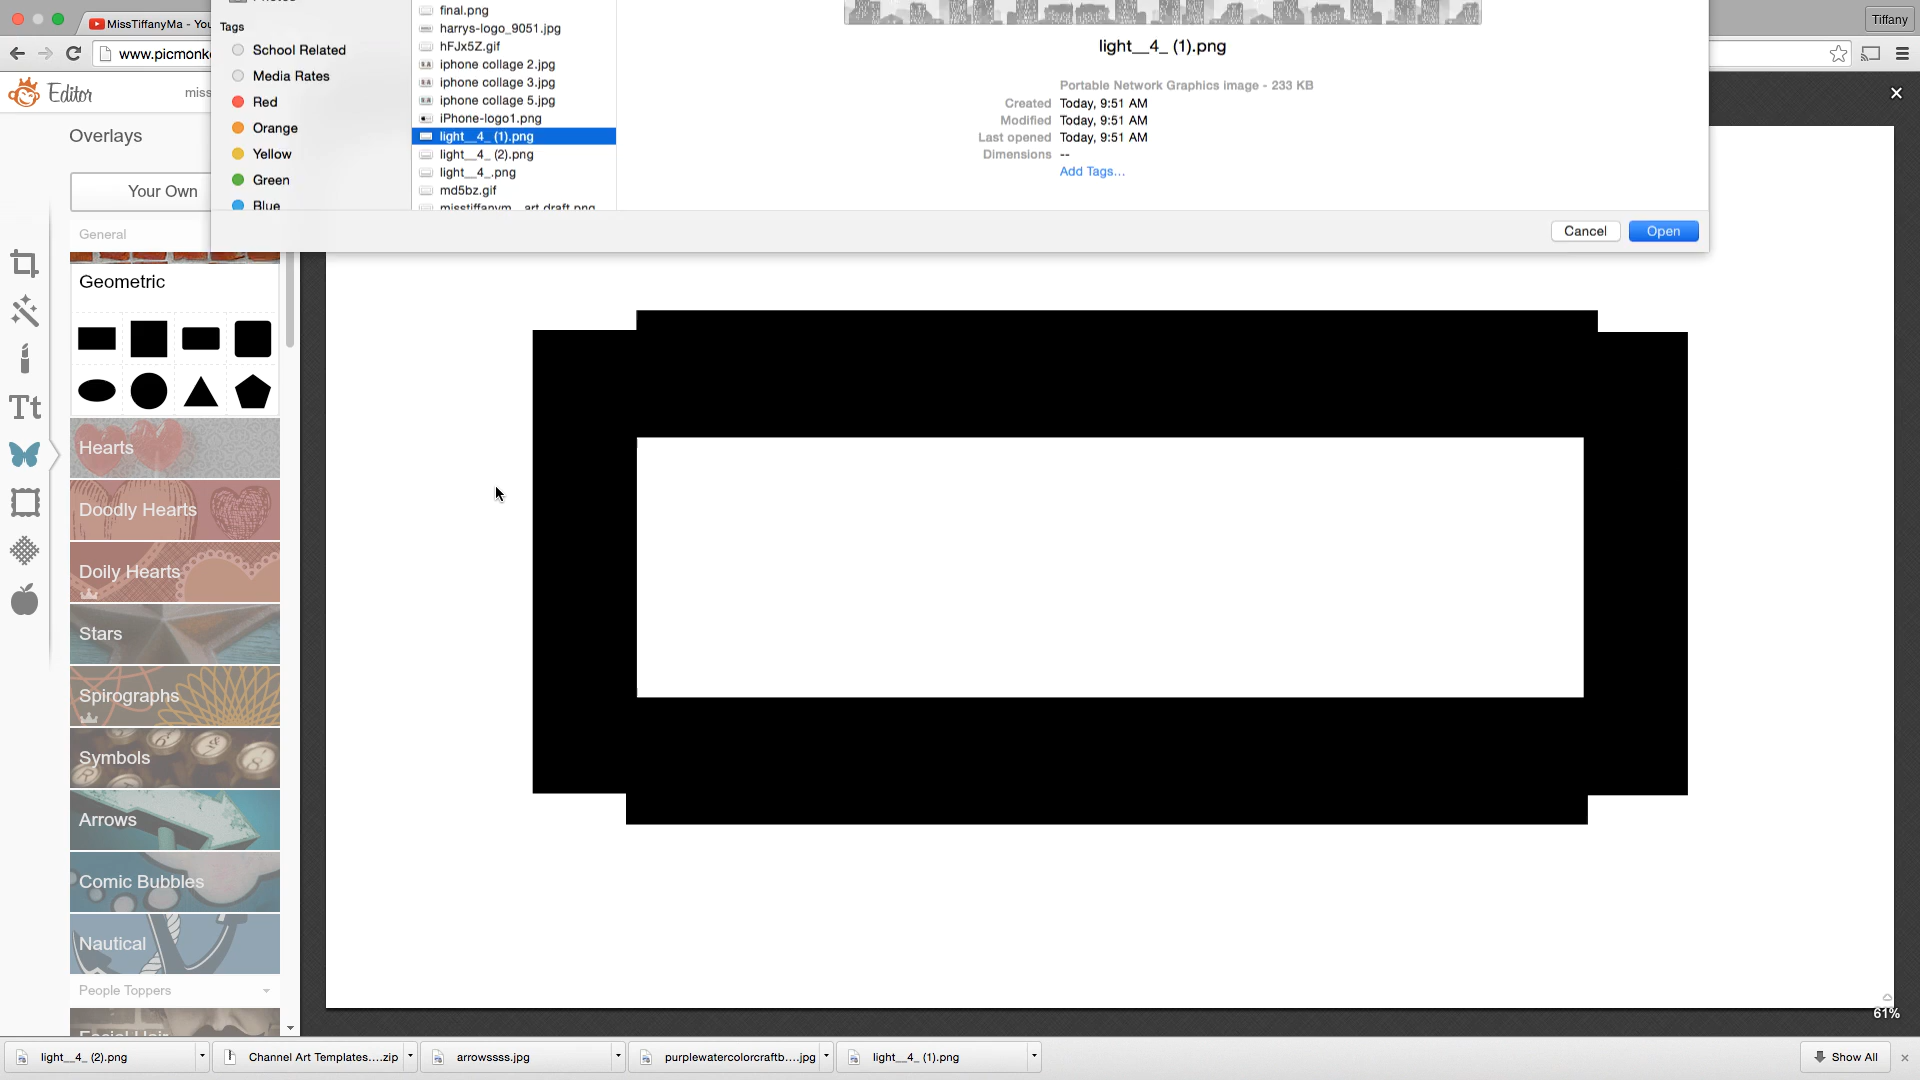 MissTiffanyMa - You
Tiffany
www.picmonk
Editor
miss
Overlays
Your Own
General
Geometric
Hearts
Doodly Hearts
Doily Hearts
Stars
Spirographs
Symbols
Arrows
Comic Bubbles
Nautical
People Toppers
Tt
Tags
School Related
Media Rates
Red
Orange
Yellow
Green
Blue
final.png
harrys-logo_9051.jpg
hFJx5Z.gif
iphone collage 2.jpg
iphone collage 3.jpg
iphone collage 5.jpg
iPhone-logo1.png
light__4_ (1).png
light__4_ (2).png
light__4_.png
md5bz.gif
misstiffanym...art draft.png
light__4_ (1).png
Portable Network Graphics image - 233 KB
Created Today, 9:51 AM
Modified Today, 9:51 AM
Last opened Today, 9:51 AM
Dimensions --
Add Tags...
Cancel
Open
61%
light__4_ (2).png
Channel Art Templates....zip
arrowssss.jpg
purplewatercolorcraftb....jpg
light__4_ (1).png
Show All